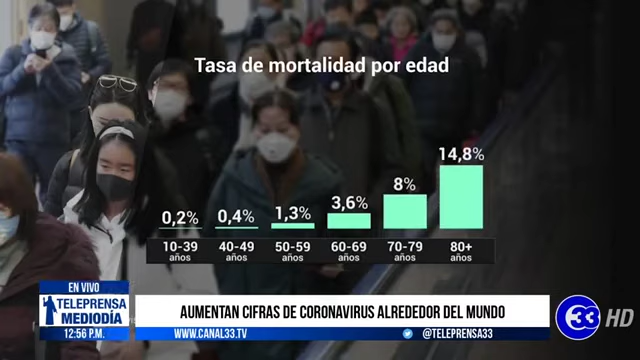 Tasa de mortalidad por edad
14,8%
8%
3,6%
1,3%
0,4%
0,2%
10-39 40-49 50-59 60-69 70-79 80+
años años años años años años
EN VIVO
TELEPRENSA
MEDIODÍA
12:56 P.M.
AUMENTAN CIFRAS DE CORONAVIRUS ALREDEDOR DEL MUNDO
WWW.CANAL33.TV @TELEPRENSA33
33 HD